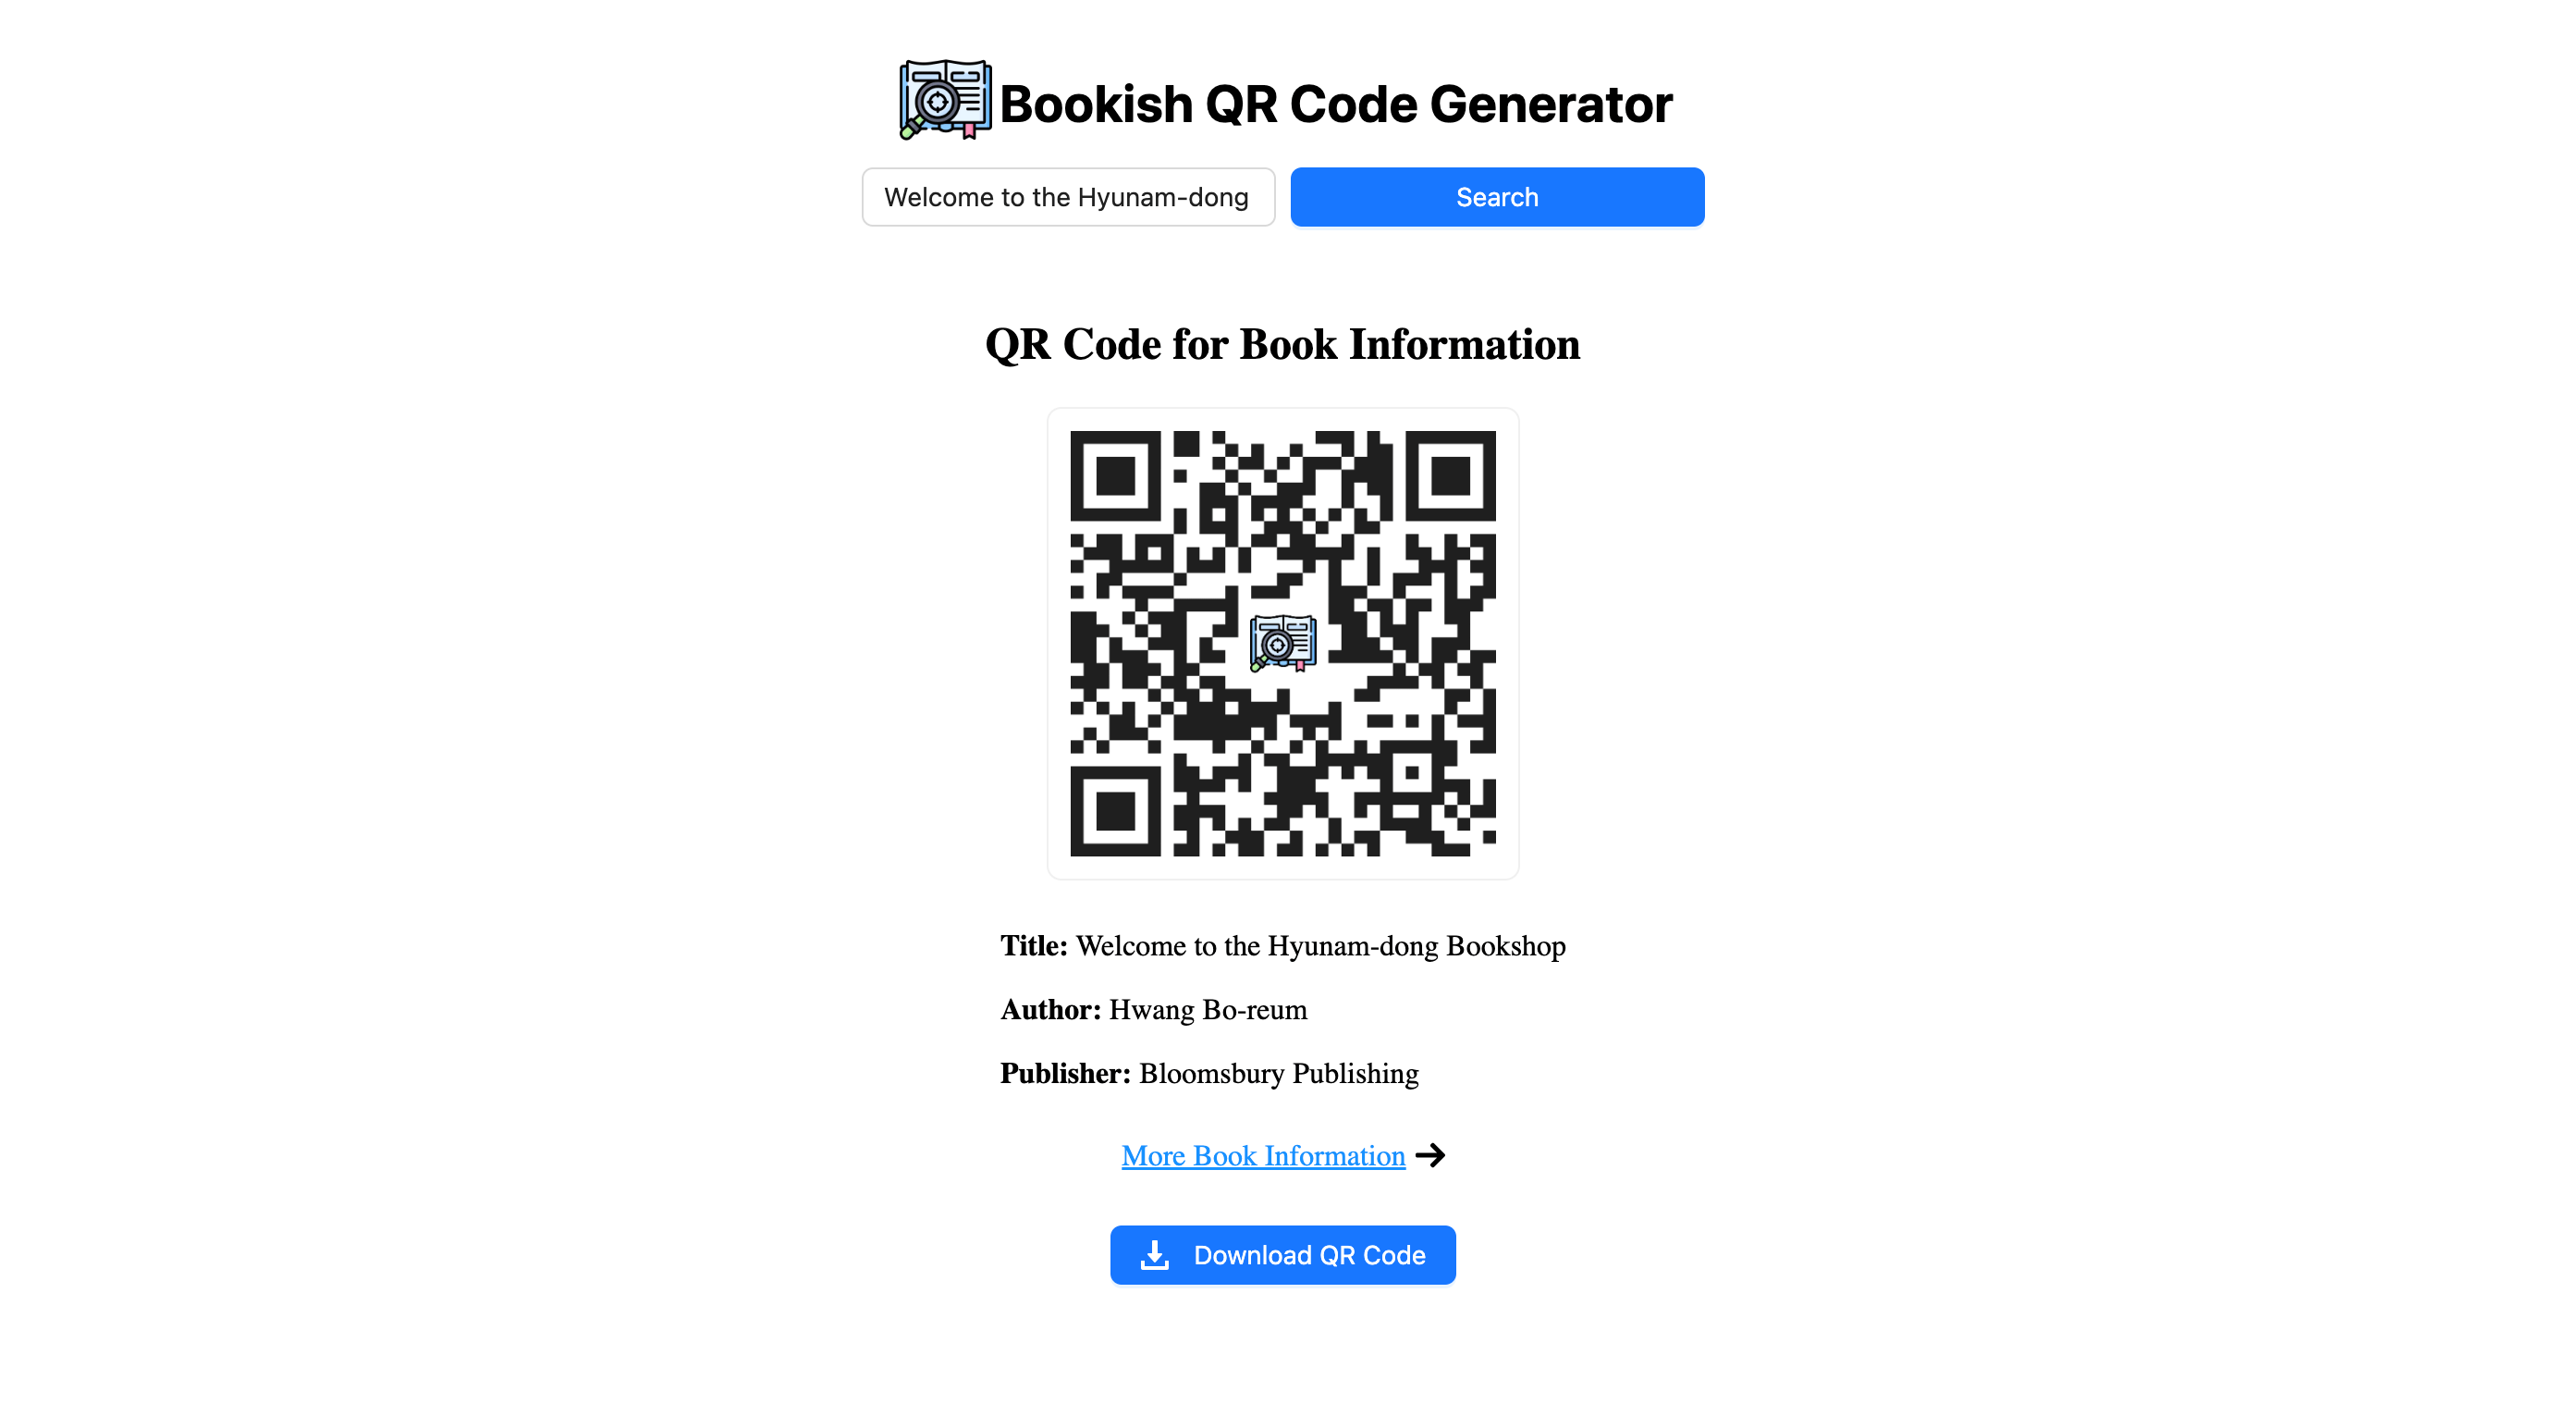 Bookish QR Code Generator
Welcome to the Hyunam-dong
Search
QR Code for Book Information
Title: Welcome to the Hyunam-dong Bookshop
Author: Hwang Bo-reum
Publisher: Bloomsbury Publishing
More Book Information
Download QR Code